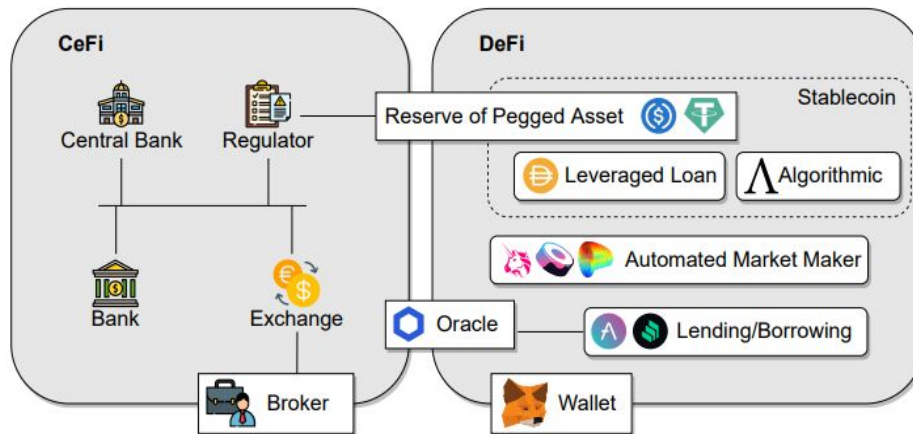 CeFi
DeFi
Stablecoin
Central Bank
Regulator
Reserve of Pegged Asset
Leveraged Loan
Algorithmic
Automated Market Maker
Bank
Exchange
Oracle
Lending/Borrowing
Broker
Wallet